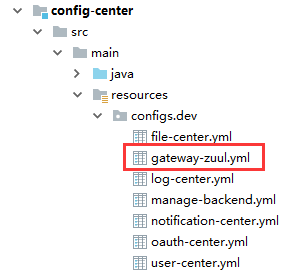 config-center
src
main
java
resources
configs.dev
file-center.yml
gateway-zuul.yml
log-center.yml
manage-backend.yml
notification-center.yml
oauth-center.yml
user-center.yml